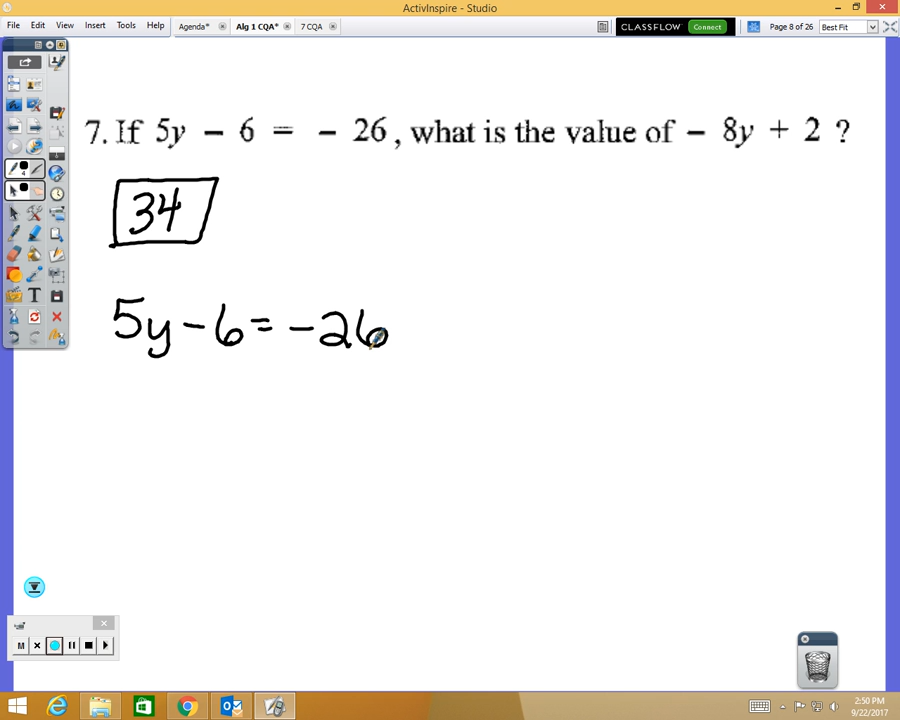 ActivInspire - Studio
File Edit View Insert Tools Help Agenda* Alg 1 CQA* 7 CQA CLASSFLOW Connect Page 8 of 26 Best Fit
7. If 5y − 6 = − 26, what is the value of − 8y + 2 ?
34
5y − 6 = − 26
4
T
M
2:50 PM
9/22/2017